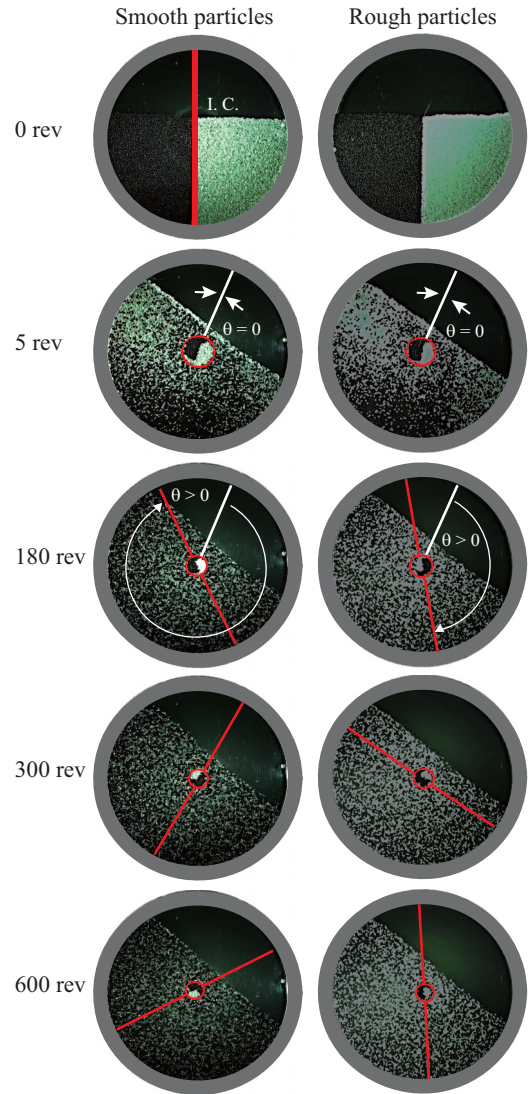 Smooth particles Rough particles
0 rev
I. C.
5 rev
θ = 0
θ = 0
180 rev
θ > 0
θ > 0
300 rev
600 rev